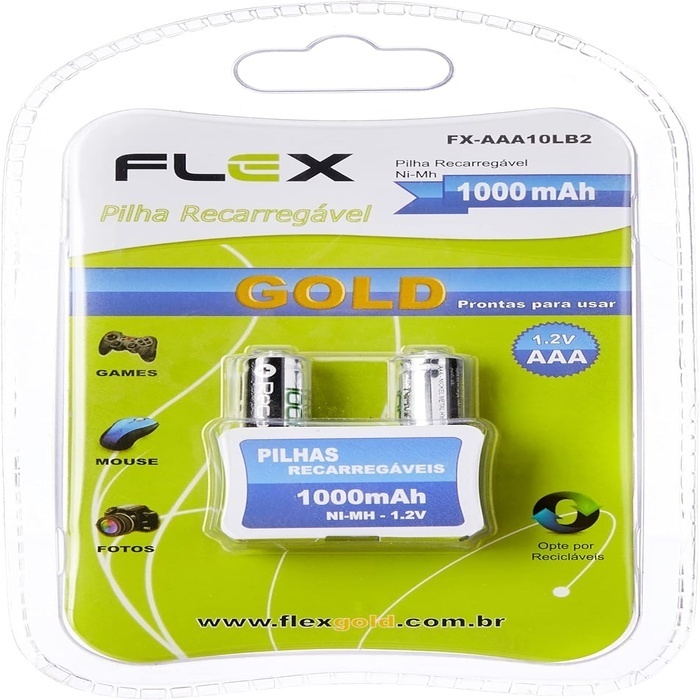 FX-AAA10LB2
FLEX
Pilha Recarregável
Ni-Mh
1000 mAh
Pilha Recarregável
GOLD
Prontas para usar
1.2V
AAA
GAMES
MOUSE
FOTOS
PILHAS
RECARREGÁVEIS
1000mAh
NI-MH - 1.2V
Opte por
Recicláveis
www.flexgold.com.br